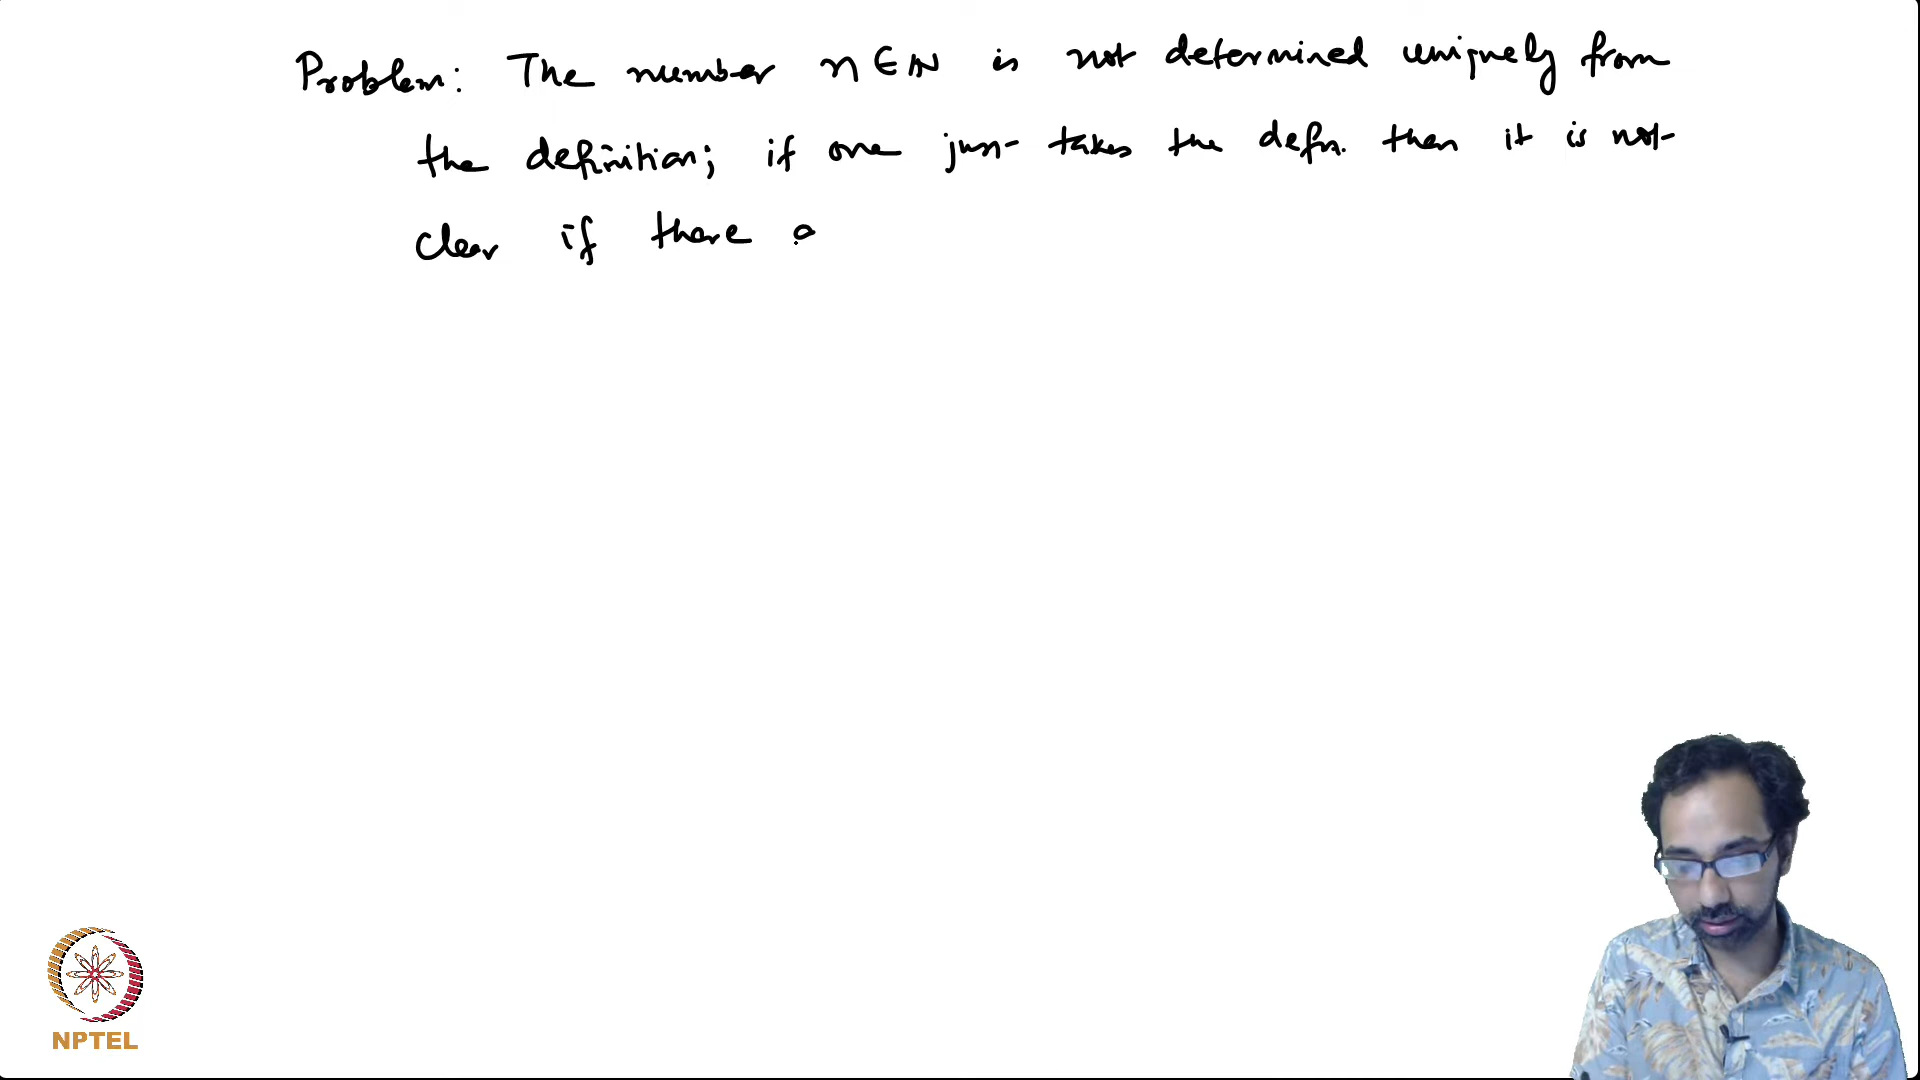 Problem: The number n ∈ ℕ is not determined uniquely from
the definition; if one just takes the defn. then it is not
clear if there a
NPTEL